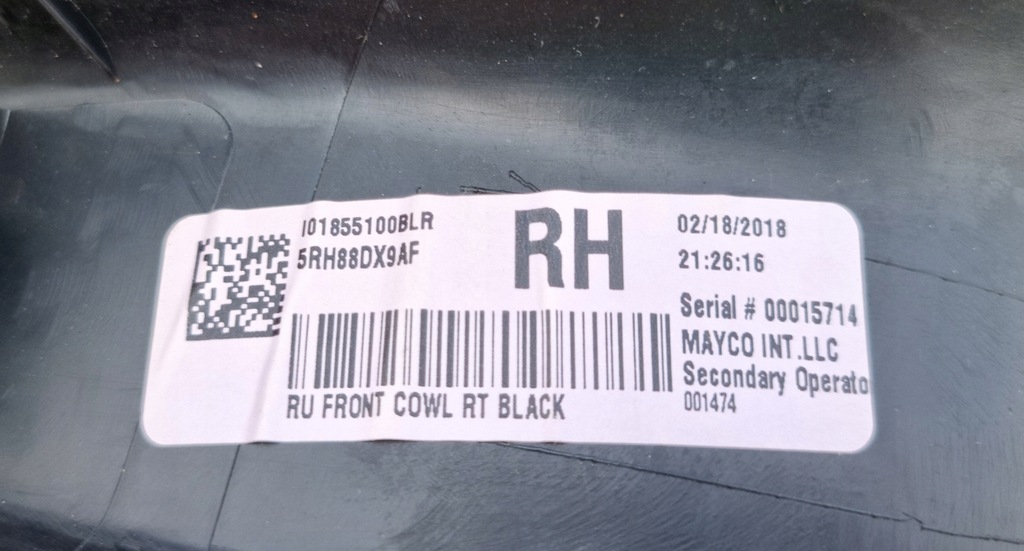 I01855100BLR
5RH88DX9AF
RH
02/18/2018
21:26:16
Serial # 00015714
MAYCO INT.LLC
Secondary Operato
001474
RU FRONT COWL RT BLACK